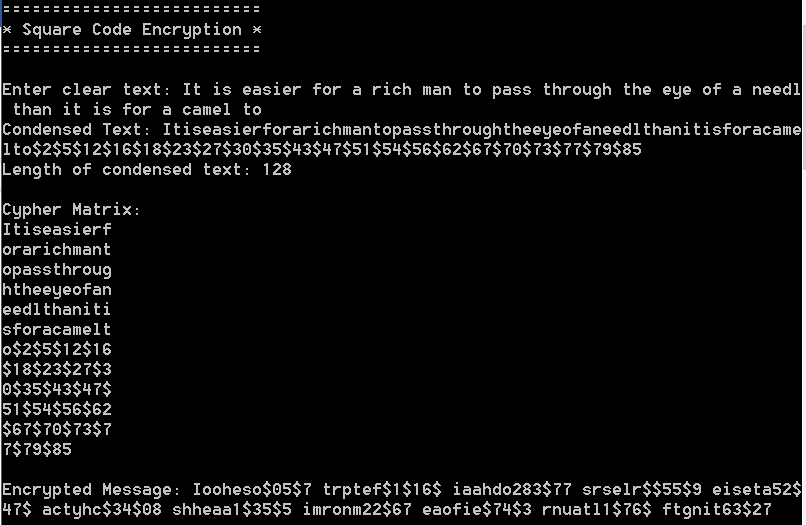 --------------------------
* Square Code Encryption *
--------------------------
Enter clear text: It is easier for a rich man to pass through the eye of a needl
 than it is for a camel to
Condensed Text: Itiseasierforarichmantopassthroughtheeyeofaneedlthanitisforacame
lto$2$5$12$16$18$23$27$30$35$43$47$51$54$56$62$67$70$73$77$79$85
Length of condensed text: 128
Cypher Matrix:
Itiseasierf
orarichmant
opassthroug
htheeyeofan
eedlthaniti
sforacamelt
o$2$5$12$16
$18$23$27$3
0$35$43$47$
51$54$56$62
$67$70$73$7
7$79$85
Encrypted Message: Iooheso$05$7 trptef$1$16$ iaahdo283$77 srselr$$55$9 eiseta52$
47$ actyhc$34$08 shheaa1$35$5 imronm22$67 eaofie$74$3 rnuatl1$76$ ftgnit63$27